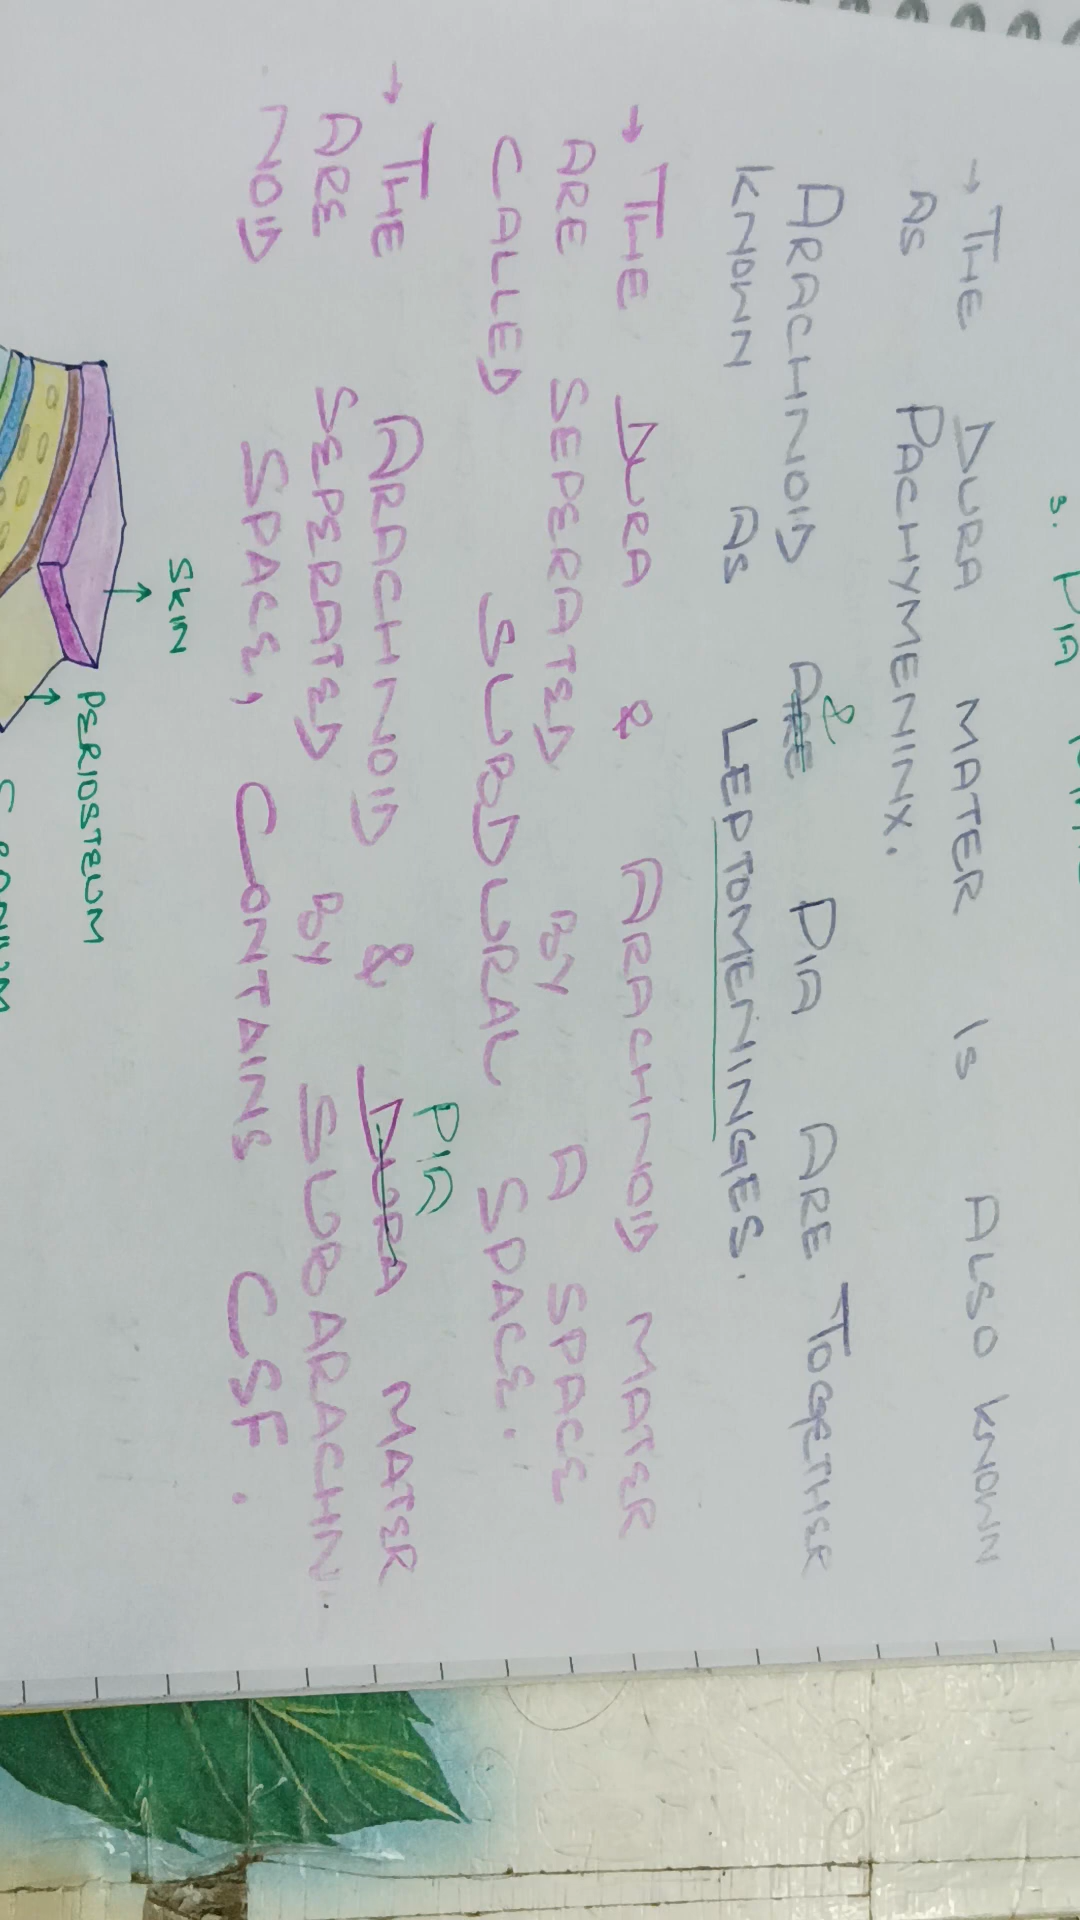 3. PIA
→ THE DURA MATER IS ALSO KNOWN
AS PACHYMENINX.
ARACHNOID ARE & PIA ARE TOGETHER
KNOWN AS LEPTOMENINGES.
→ THE DURA & ARACHNOID MATER
ARE SEPERATED BY A SPACE
CALLED SUBDURAL SPACE.
→ THE ARACHNOID & DURA PIA MATER
ARE SEPERATED BY SUBARACHN
NOID SPACE, CONTAINS CSF.
SKIN
PERIOSTEUM